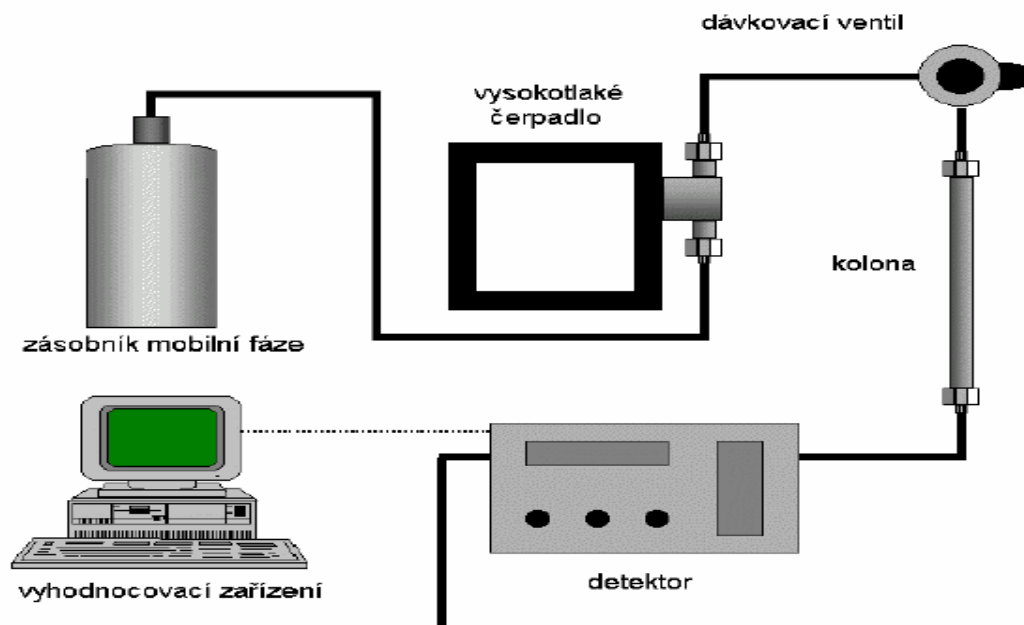 dávkovací ventil
vysokotlaké
čerpadlo
kolona
zásobník mobilní fáze
detektor
vyhodnocovací zařízení